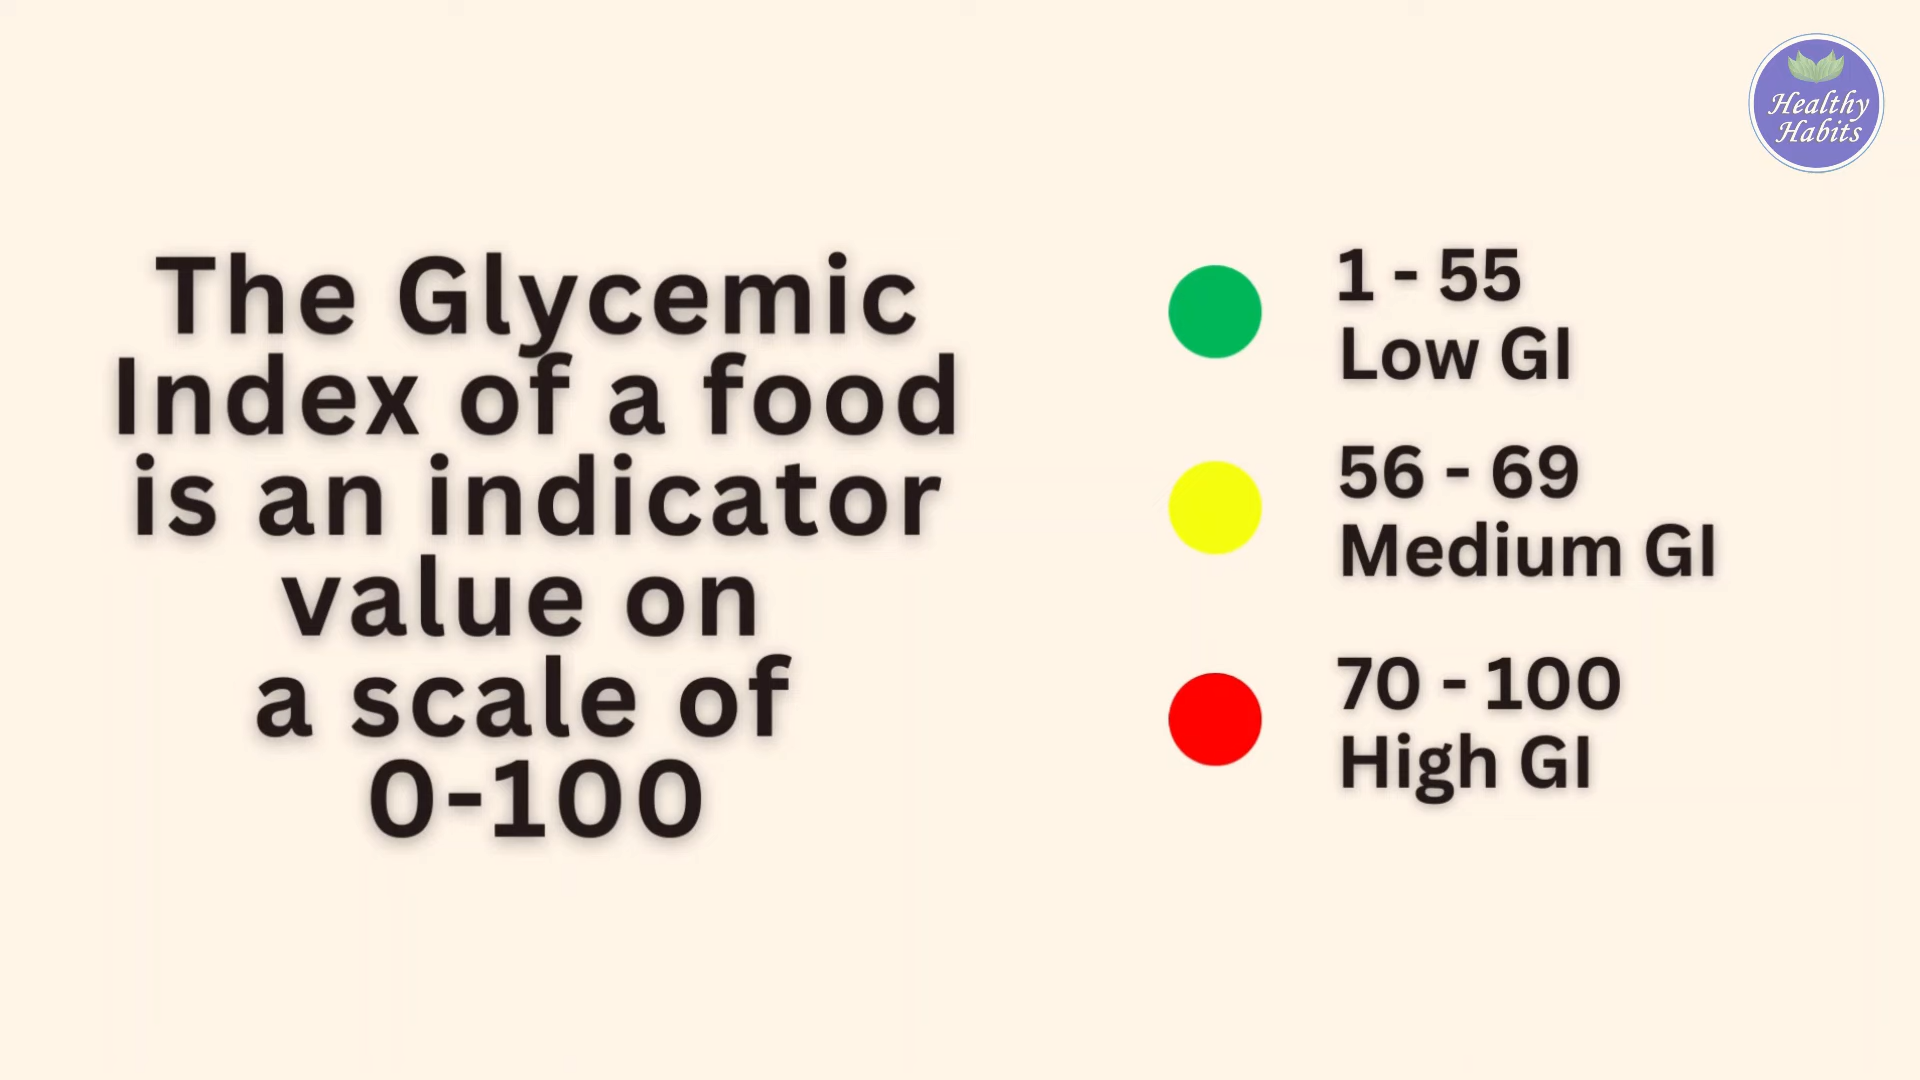 The Glycemic
Index of a food
is an indicator
value on
a scale of
0-100
1 - 55
Low GI
56 - 69
Medium GI
70 - 100
High GI
Healthy
Habits